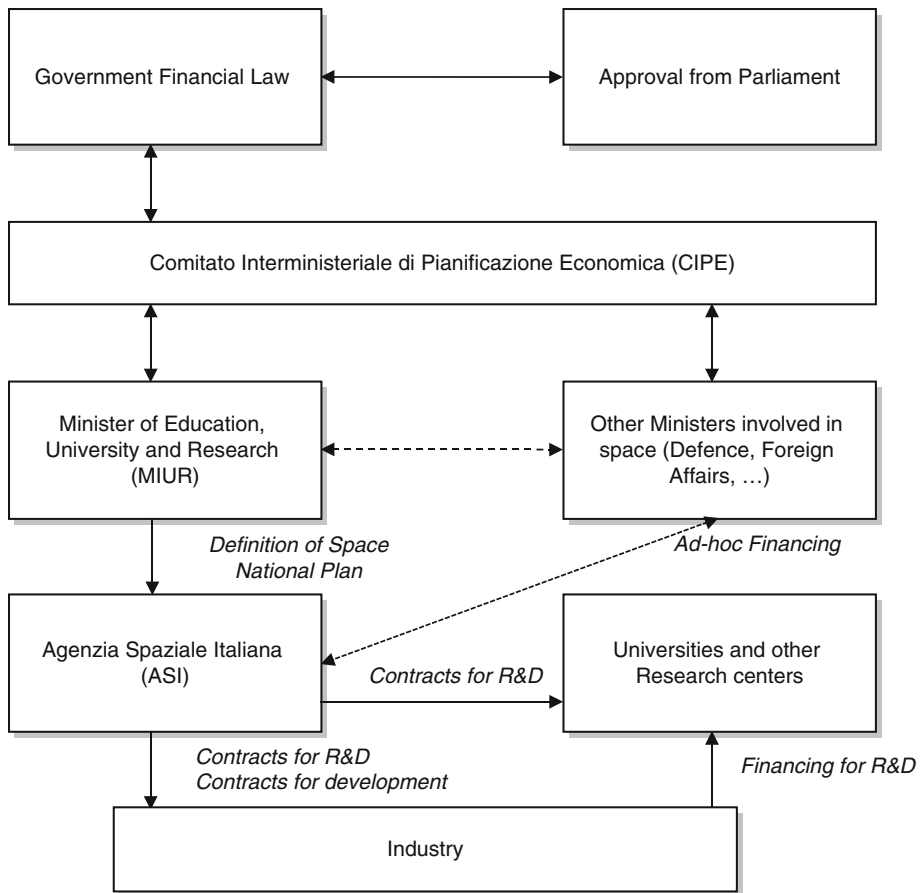 Government Financial Law
Approval from Parliament
Comitato Interministeriale di Pianificazione Economica (CIPE)
Minister of Education,
University and Research
(MIUR)
Other Ministers involved in
space (Defence, Foreign
Affairs, …)
Definition of Space
National Plan
Ad-hoc Financing
Agenzia Spaziale Italiana
(ASI)
Contracts for R&D
Universities and other
Research centers
Contracts for R&D
Contracts for development
Financing for R&D
Industry